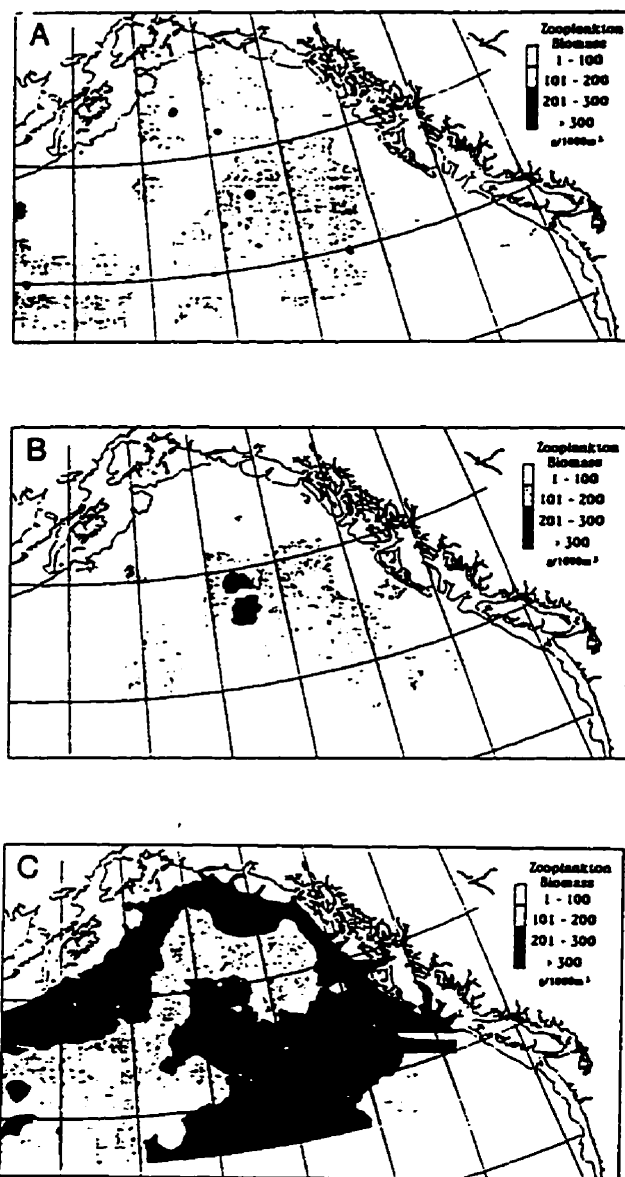 A
Zooplankton
Biomass
1 - 100
101 - 200
201 - 300
> 300
g/1000m³
B
Zooplankton
Biomass
1 - 100
101 - 200
201 - 300
> 300
g/1000m³
C
Zooplankton
Biomass
1 - 100
101 - 200
201 - 300
> 300
g/1000m³